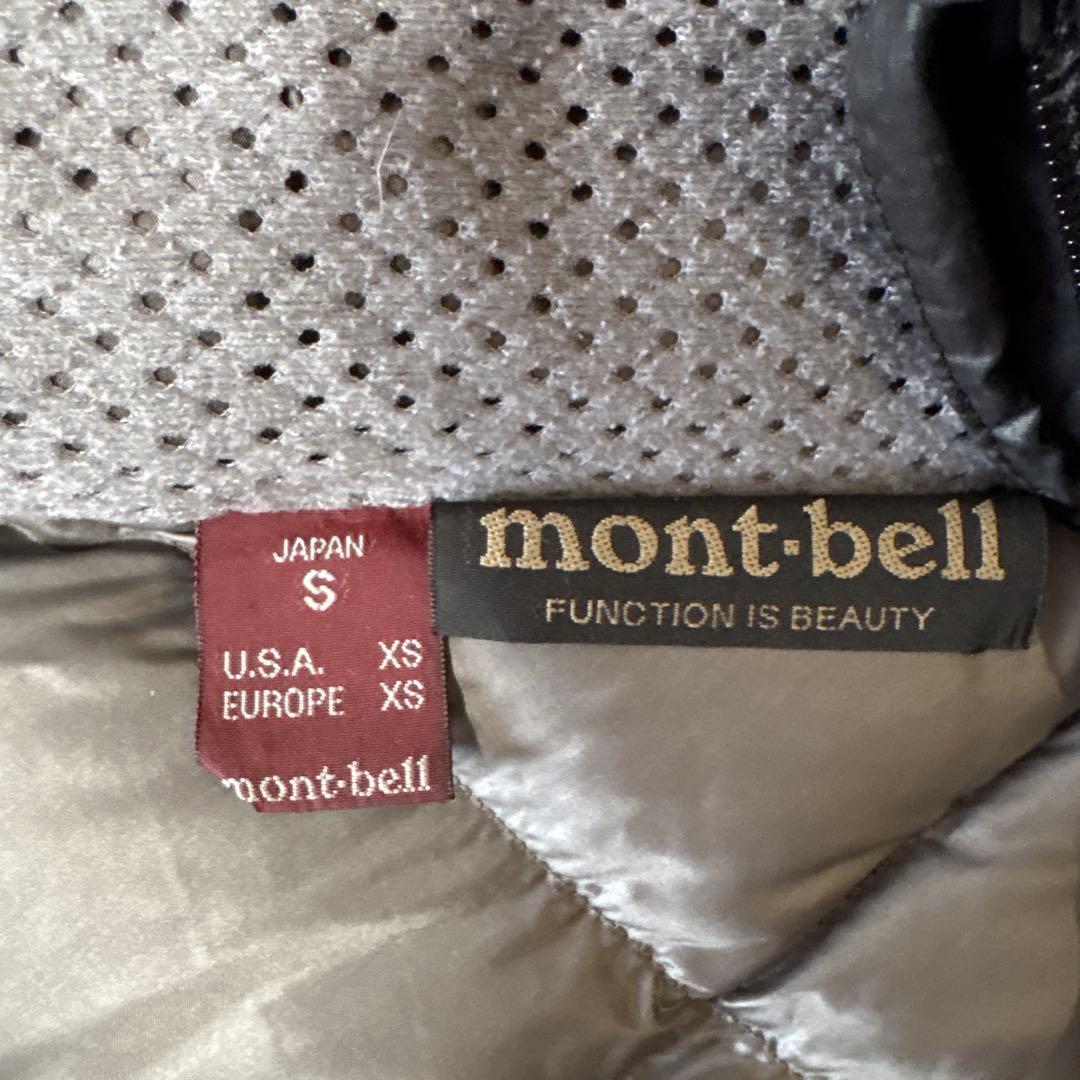 JAPAN
S
U.S.A. XS
EUROPE XS
mont-bell
mont-bell
FUNCTION IS BEAUTY